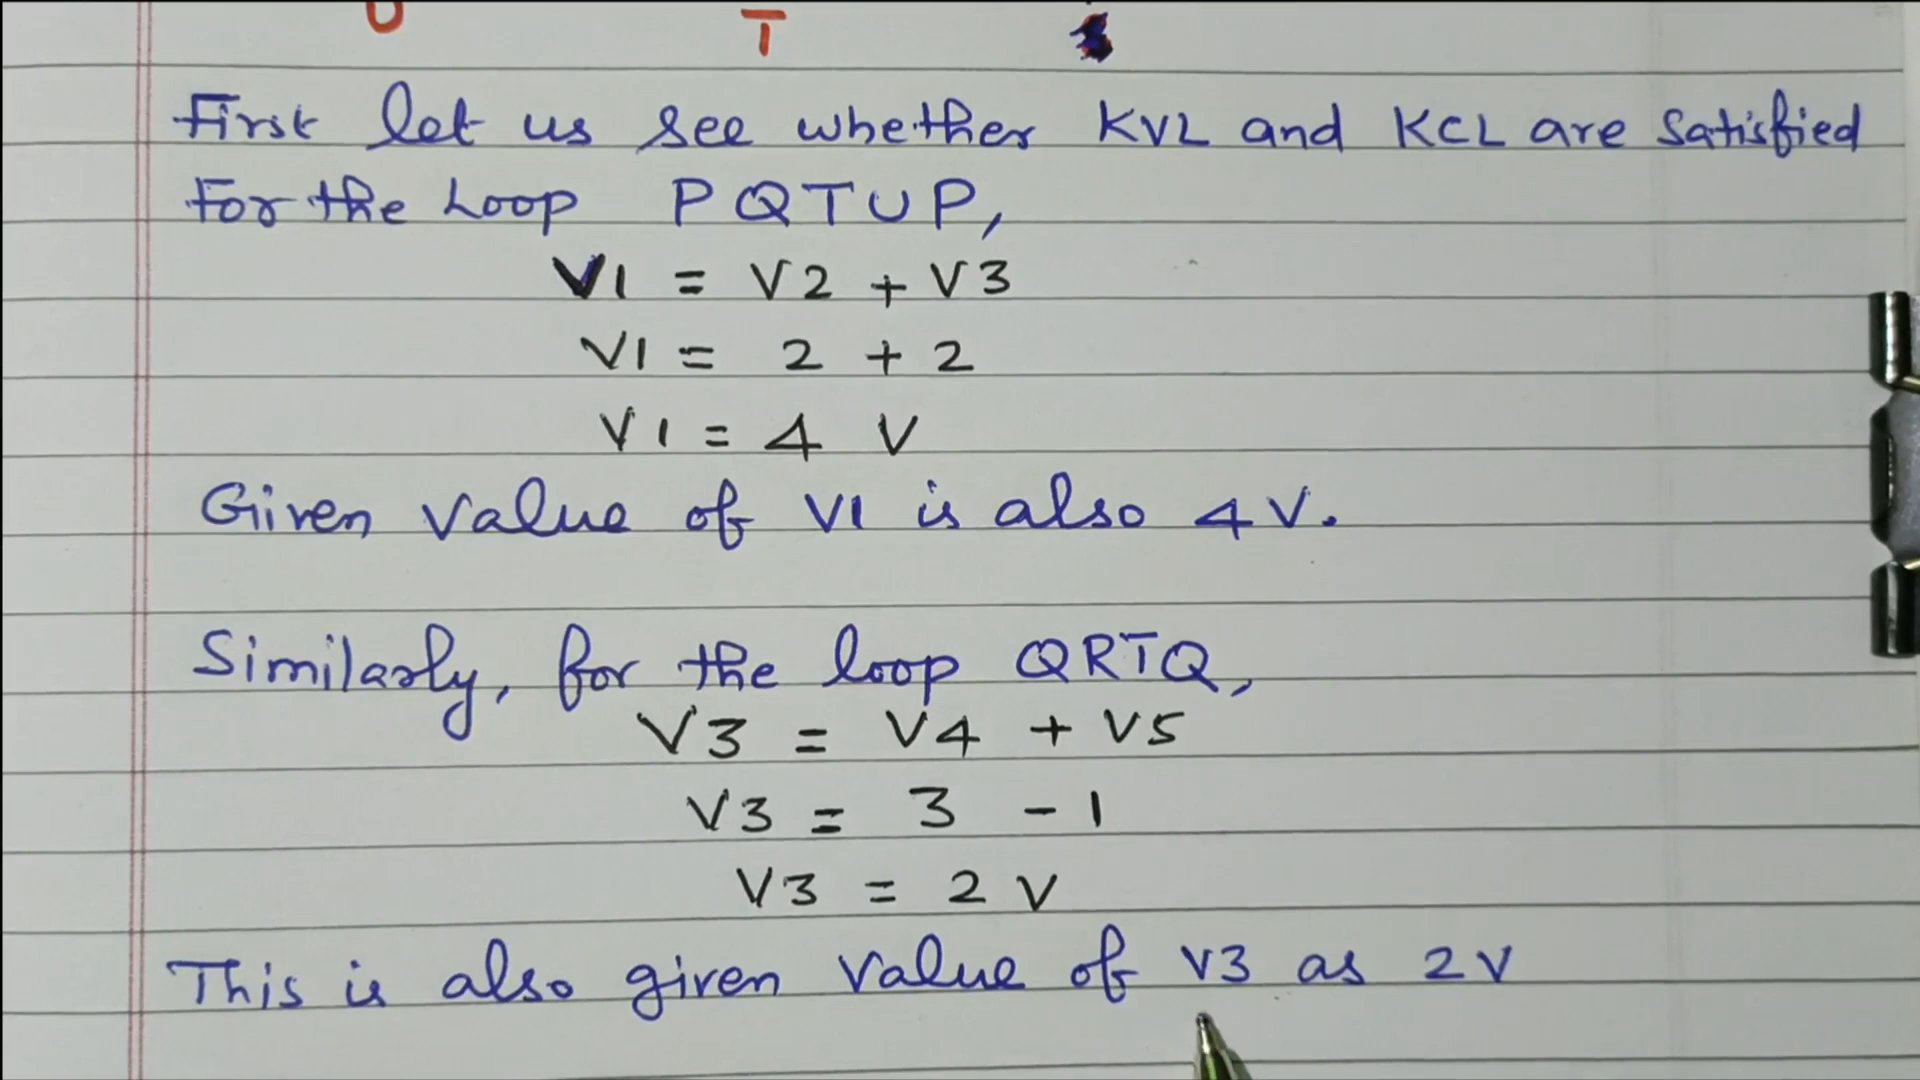 U T
First let us see whether KVL and KCL are satisfied
For the Loop PQTUP,
V1 = V2 + V3
V1 = 2 + 2
V1 = 4 V
Given value of V1 is also 4V.
Similarly, for the loop QRTQ,
V3 = V4 + V5
V3 = 3 - 1
V3 = 2 V
This is also given value of V3 as 2V